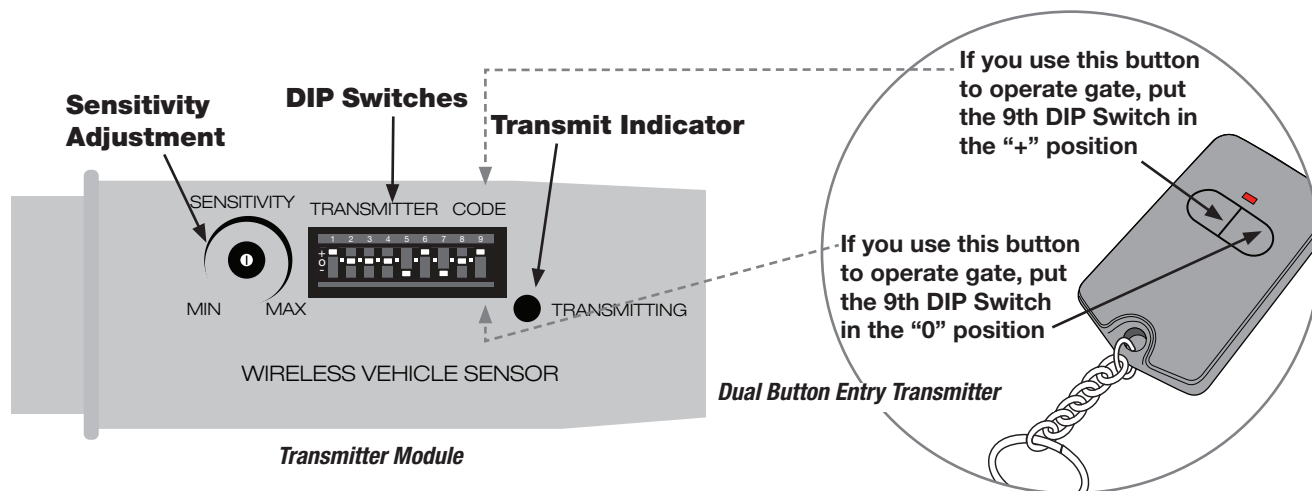 Sensitivity
Adjustment
DIP Switches
Transmit Indicator
SENSITIVITY
TRANSMITTER CODE
1 2 3 4 5 6 7 8 9
+
0
-
MIN MAX
TRANSMITTING
WIRELESS VEHICLE SENSOR
Transmitter Module
If you use this button
to operate gate, put
the 9th DIP Switch in
the “+” position
If you use this button
to operate gate, put
the 9th DIP Switch
in the “0” position
Dual Button Entry Transmitter